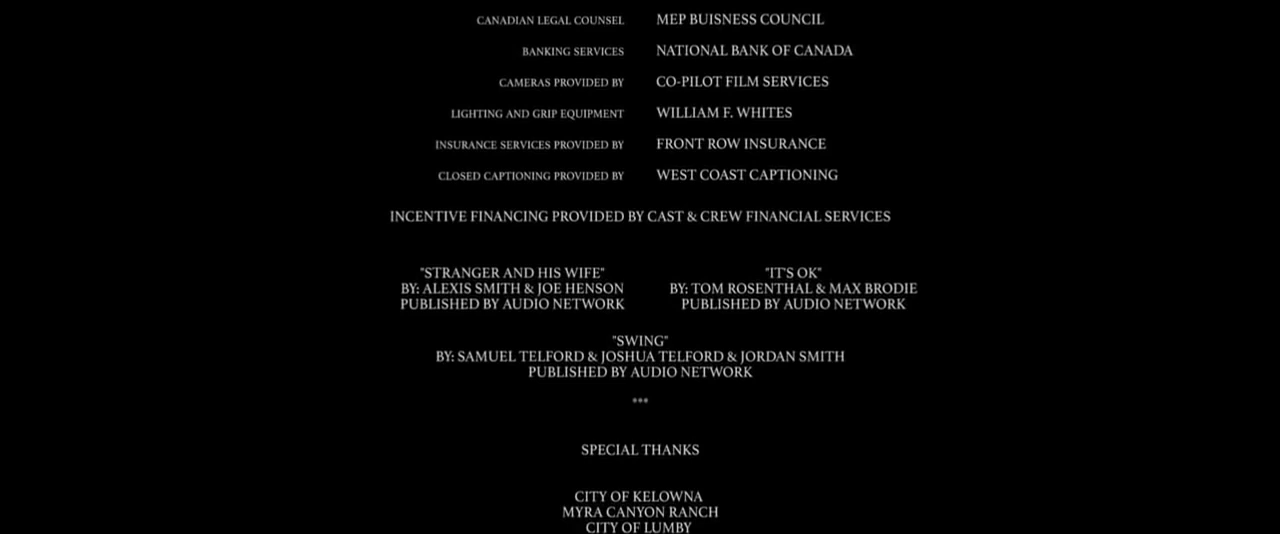 CANADIAN LEGAL COUNSEL MEP BUISNESS COUNCIL
BANKING SERVICES NATIONAL BANK OF CANADA
CAMERAS PROVIDED BY CO-PILOT FILM SERVICES
LIGHTING AND GRIP EQUIPMENT WILLIAM F. WHITES
INSURANCE SERVICES PROVIDED BY FRONT ROW INSURANCE
CLOSED CAPTIONING PROVIDED BY WEST COAST CAPTIONING
INCENTIVE FINANCING PROVIDED BY CAST & CREW FINANCIAL SERVICES
"STRANGER AND HIS WIFE"
BY: ALEXIS SMITH & JOE HENSON
PUBLISHED BY AUDIO NETWORK
"IT'S OK"
BY: TOM ROSENTHAL & MAX BRODIE
PUBLISHED BY AUDIO NETWORK
"SWING"
BY: SAMUEL TELFORD & JOSHUA TELFORD & JORDAN SMITH
PUBLISHED BY AUDIO NETWORK
***
SPECIAL THANKS
CITY OF KELOWNA
MYRA CANYON RANCH
CITY OF LUMBY